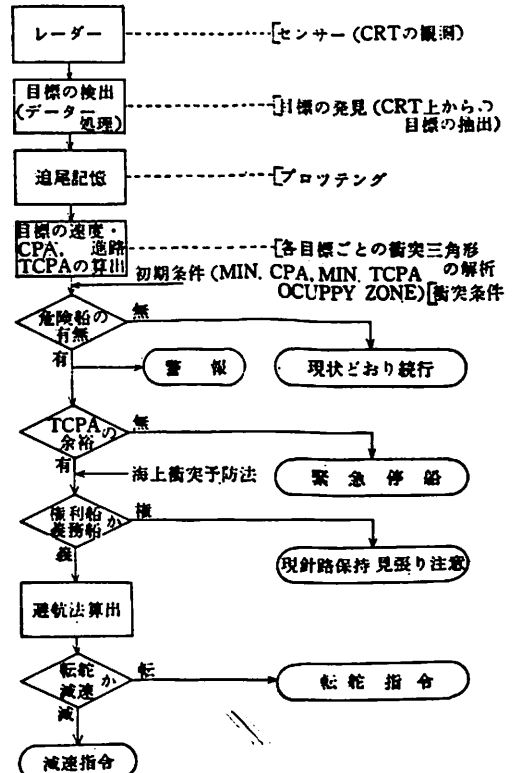 レーダー
[センサー (CRTの観測)
目標の検出
(データー
処理)
[目標の発見 (CRT上からの
目標の抽出)
追尾記憶
[プロツテング
目標の速度・
CPA, 進路
TCPAの算出
[各目標ごとの衝突三角形
の解析
初期条件 (MIN. CPA, MIN. TCPA
OCUPPY ZONE)[衝突条件
危険船の
有無
無
有
警報
現状どおり続行
TCPAの
余裕
無
有
海上衝突予防法
緊急停船
権利船か
義務船
権
義
現針路保持 見張り注意
避航法算出
転舵か
減速
転
減
転舵指令
減速指令